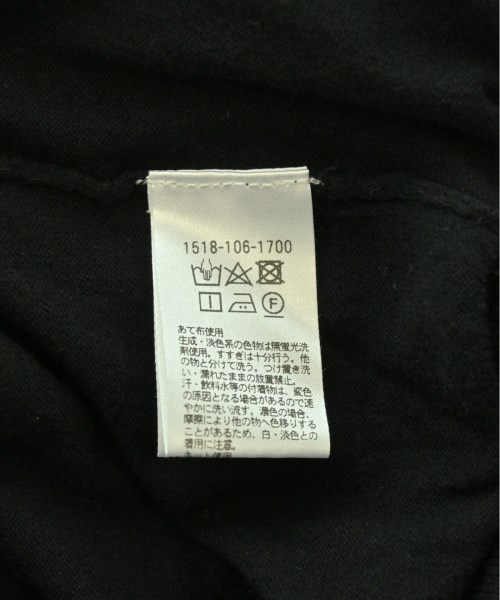 1518-106-1700
F
あて布使用
生成・淡色系の色物は無蛍光洗
剤使用。すすぎは十分行う。他
の物と分けて洗う。つけ置き洗
い・濡れたままの放置禁止。
汗・飲料水等の付着物は、変色
の原因となる場合があるので速
やかに洗い流す。濃色の場合、
摩擦により他の物へ色移りする
ことがあるため、白・淡色との
着用に注意。
ネット使用